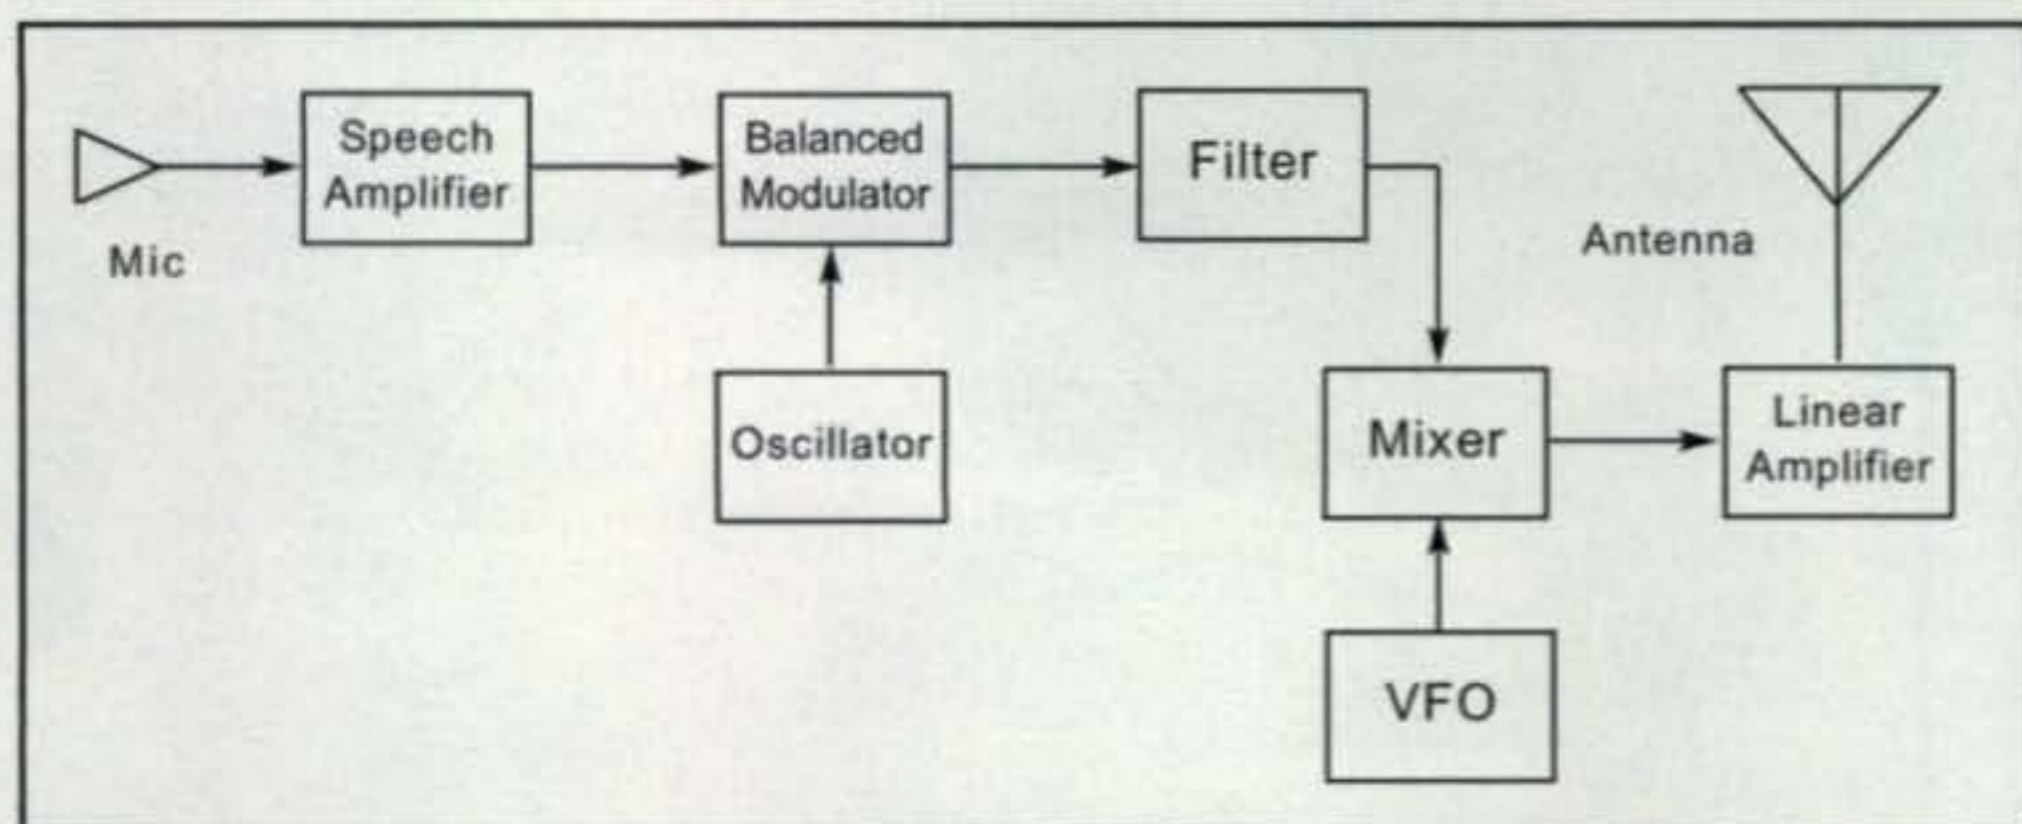 Speech
Amplifier
Balanced
Modulator
Filter
Mic
Antenna
Oscillator
Mixer
Linear
Amplifier
VFO